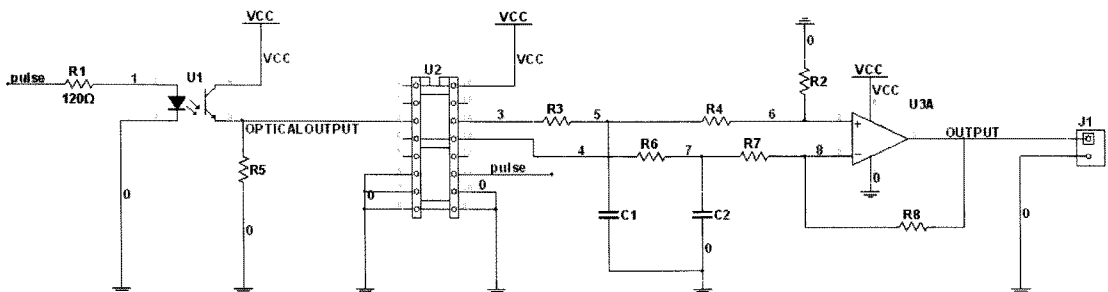 VCC
VCC
VCC
VCC
0
VCC
VCC
pulse
R1
120Ω
1
U1
U2
R2
U3A
OPTICALOUTPUT
3
R3
5
R4
6
OUTPUT
J1
4
R6
7
R7
8
0
R5
0
pulse
0
0
C1
C2
R8
0
0
0